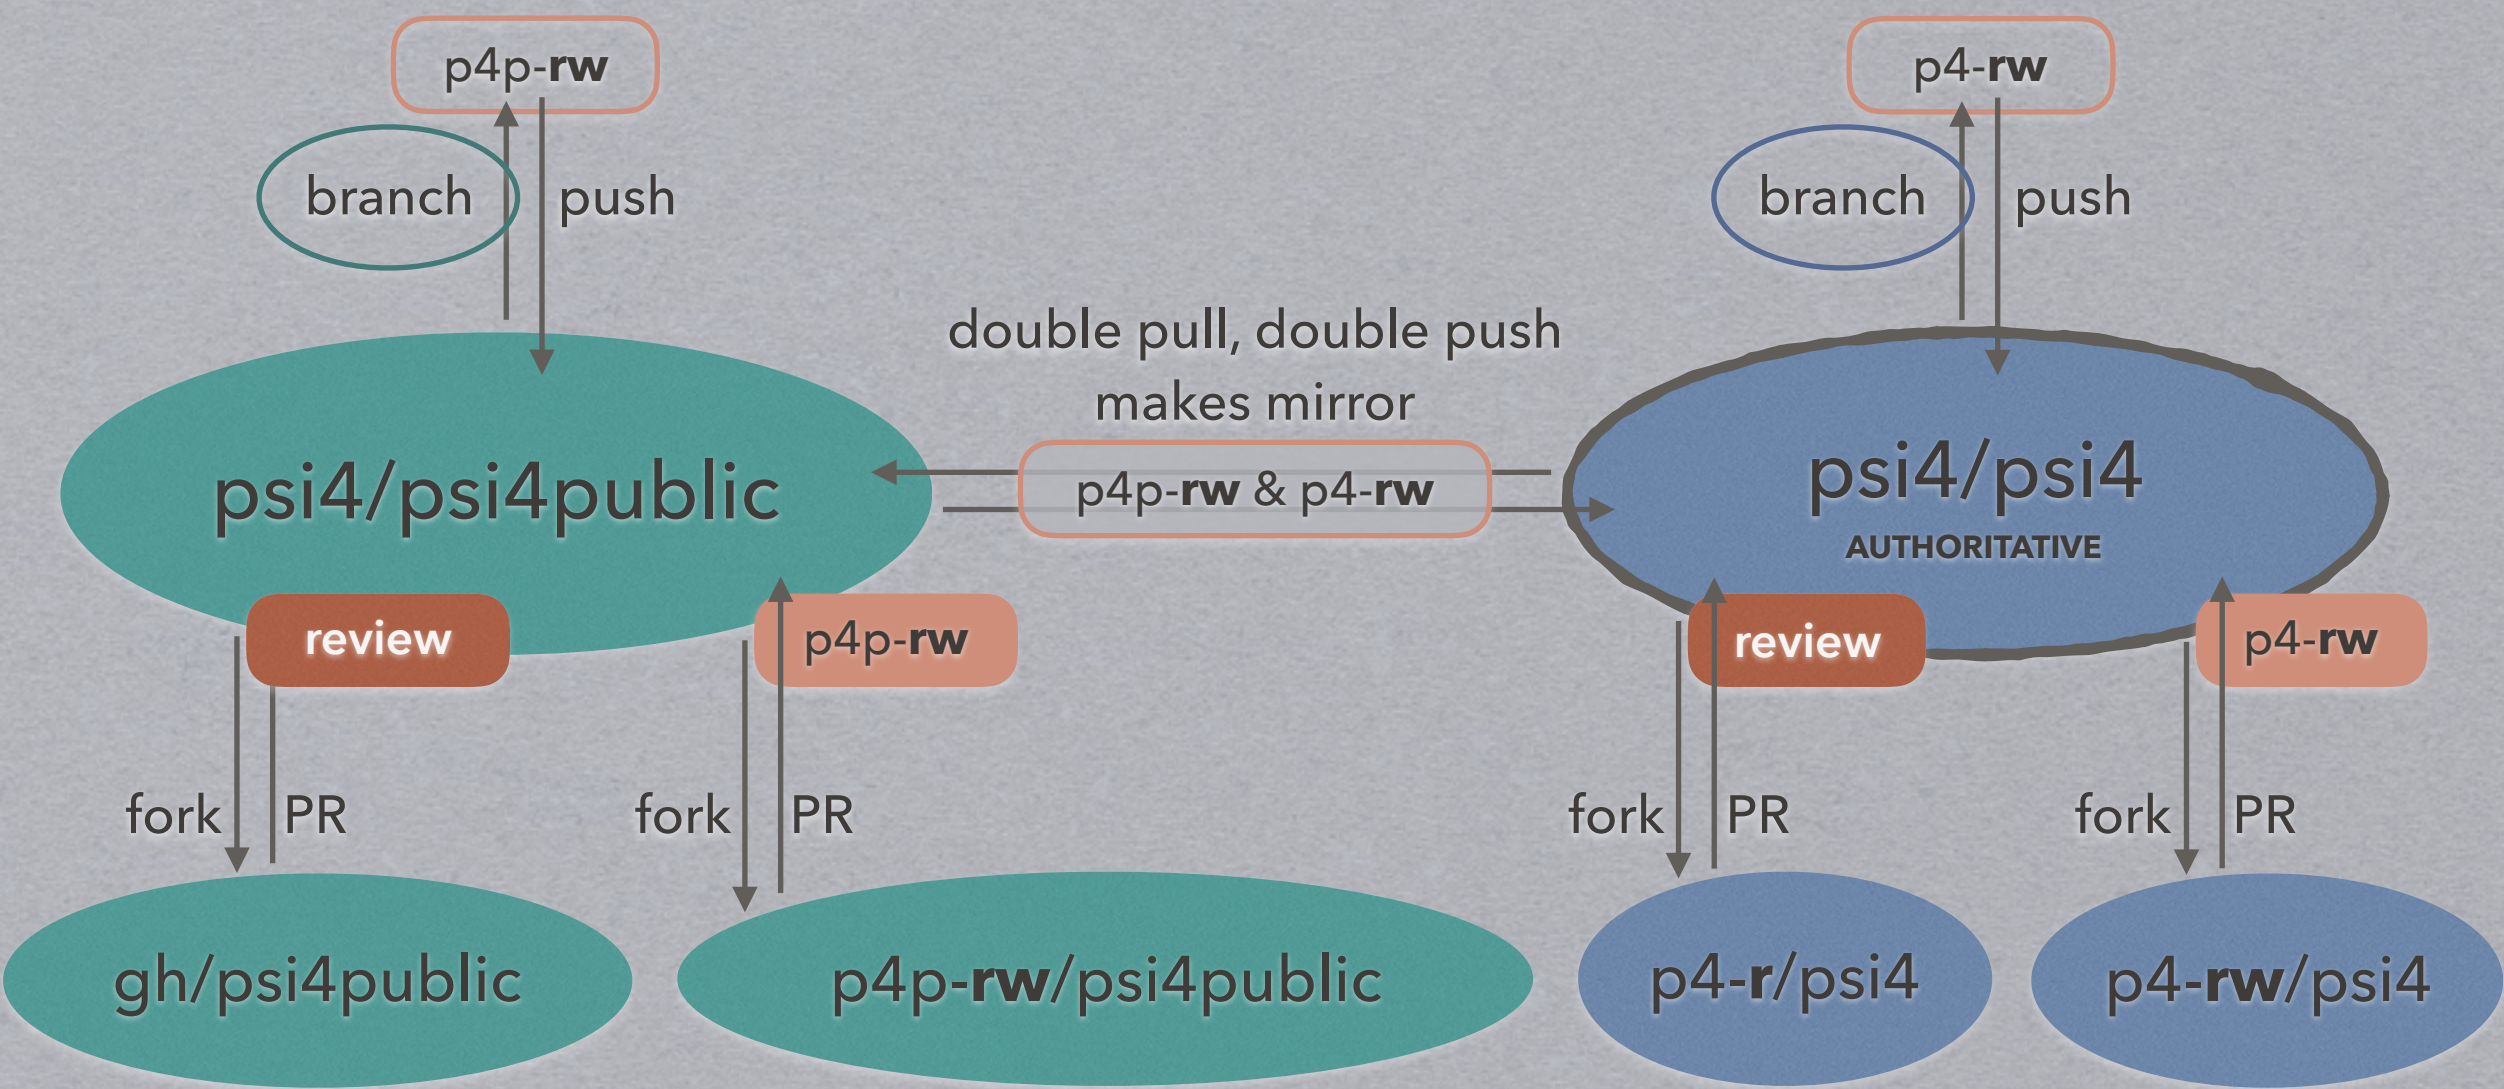 p4p-rw
p4-rw
branch
push
branch
push
double pull, double push
makes mirror
psi4/psi4public
p4p-rw & p4-rw
psi4/psi4
AUTHORITATIVE
review
p4p-rw
review
p4-rw
fork
PR
fork
PR
fork
PR
fork
PR
gh/psi4public
p4p-rw/psi4public
p4-r/psi4
p4-rw/psi4